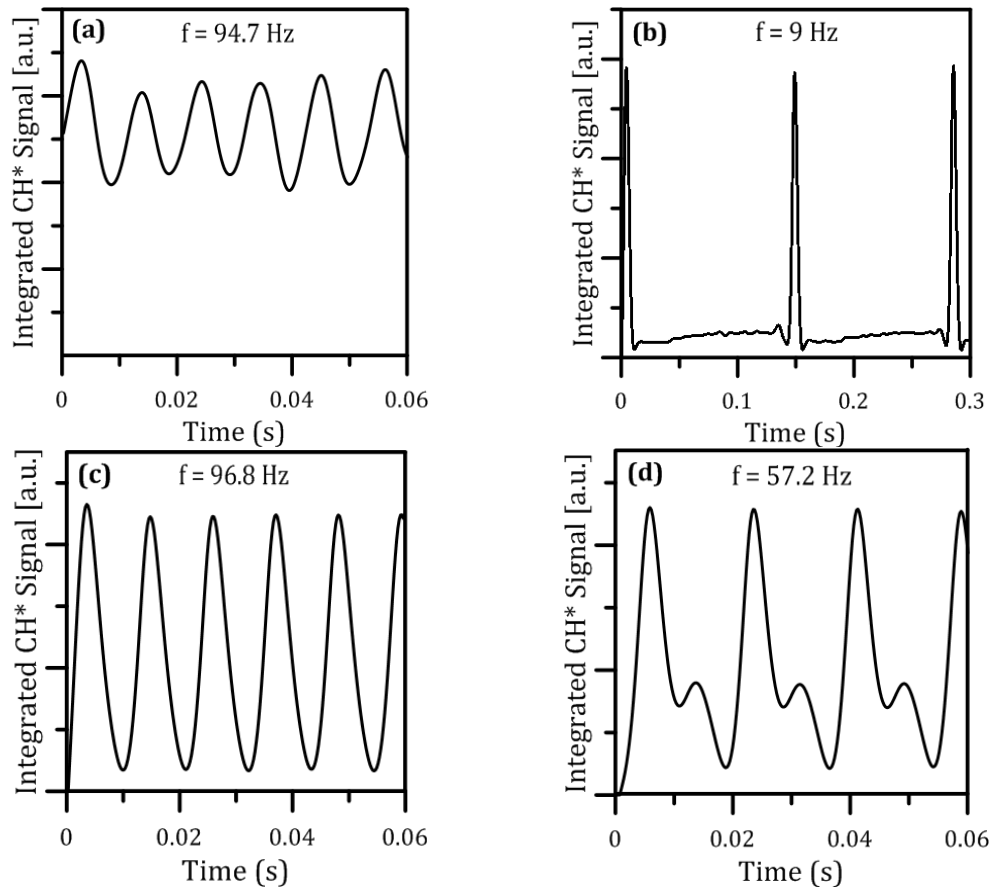 (a)
f = 94.7 Hz
Integrated CH* Signal [a.u.]
0
0.02
0.04
0.06
Time (s)
(b)
f = 9 Hz
Integrated CH* Signal [a.u.]
0
0.1
0.2
0.3
Time (s)
(c)
f = 96.8 Hz
Integrated CH* Signal [a.u.]
0
0.02
0.04
0.06
Time (s)
(d)
f = 57.2 Hz
Integrated CH* Signal [a.u.]
0
0.02
0.04
0.06
Time (s)